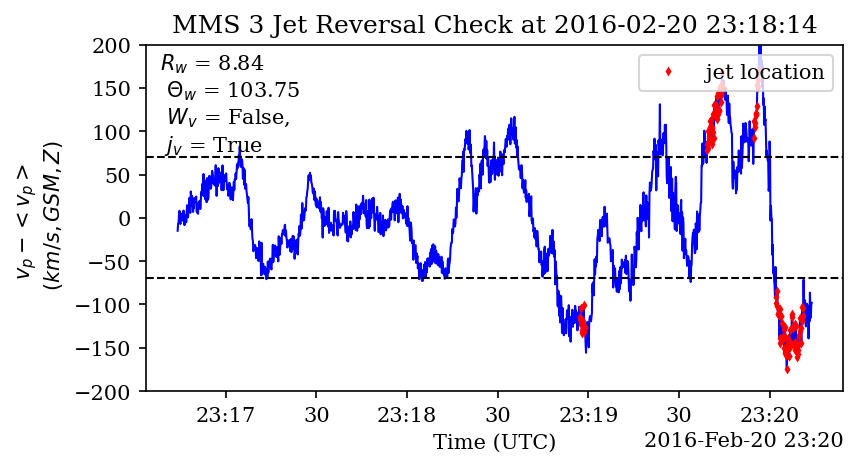 MMS 3 Jet Reversal Check at 2016-02-20 23:18:14
R_w = 8.84
Θ_w = 103.75
W_v = False,
j_v = True
jet location
200
150
100
50
0
−50
−100
−150
−200
v_p − < v_p >
(km/s, GSM, Z)
23:17 30 23:18 30 23:19 30 23:20
Time (UTC)
2016-Feb-20 23:20